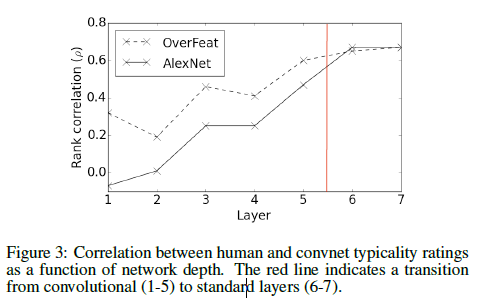 0.8
0.6
0.4
0.2
0.0
Rank correlation (ρ)
OverFeat
AlexNet
1 2 3 4 5 6 7
Layer
Figure 3: Correlation between human and convnet typicality ratings
as a function of network depth. The red line indicates a transition
from convolutional (1-5) to standard layers (6-7).